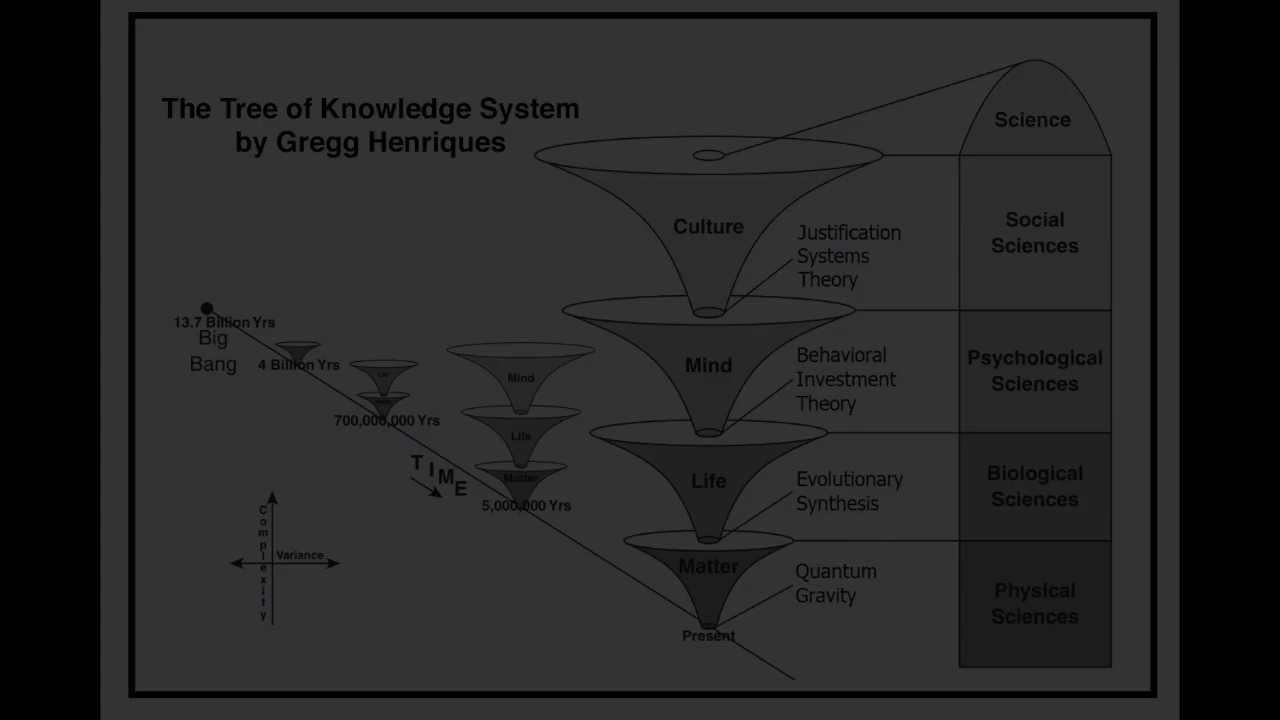 The Tree of Knowledge System
by Gregg Henriques
Science
Culture
Social
Sciences
Justification
Systems
Theory
13.7 Billion Yrs
Big
Bang
4 Billion Yrs
Life
700,000,000 Yrs
Mind
Life
Matter
5,000,000 Yrs
TIME
Mind
Behavioral
Investment
Theory
Psychological
Sciences
Life
Evolutionary
Synthesis
Biological
Sciences
Complexity
Variance
Matter
Quantum
Gravity
Physical
Sciences
Present